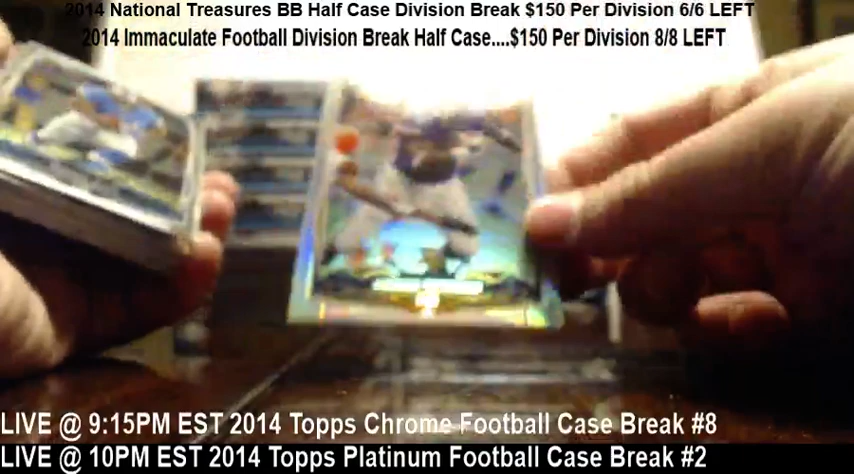 2014 National Treasures BB Half Case Division Break $150 Per Division 6/6 LEFT
2014 Immaculate Football Division Break Half Case....$150 Per Division 8/8 LEFT
LIVE @ 9:15PM EST 2014 Topps Chrome Football Case Break #8
LIVE @ 10PM EST 2014 Topps Platinum Football Case Break #2